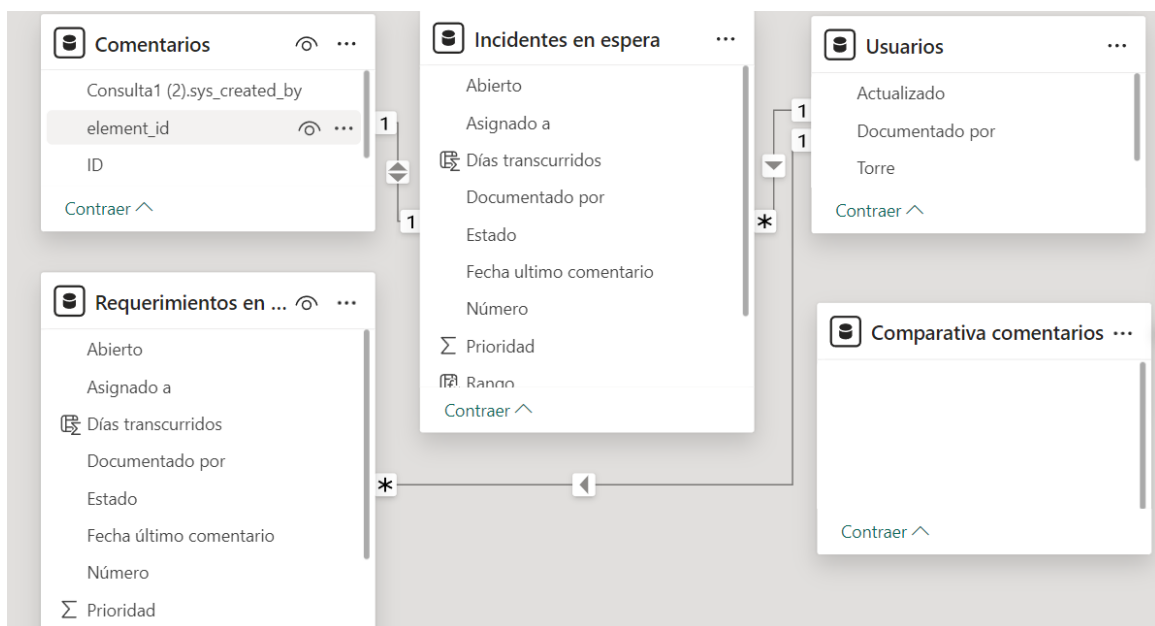 Comentarios
Consulta1 (2).sys_created_by
element_id
ID
Contraer
Incidentes en espera
Abierto
Asignado a
Días transcurridos
Documentado por
Estado
Fecha ultimo comentario
Número
Prioridad
Rango
Contraer
Usuarios
Actualizado
Documentado por
Torre
Contraer
Requerimientos en ...
Abierto
Asignado a
Días transcurridos
Documentado por
Estado
Fecha último comentario
Número
Prioridad
Comparativa comentarios
Contraer
1
1
1
1
*
*